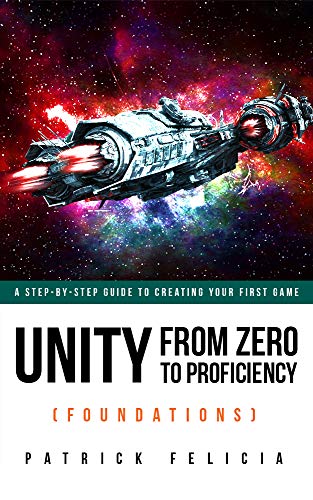 A STEP-BY-STEP GUIDE TO CREATING YOUR FIRST GAME
UNITY FROM ZERO
TO PROFICIENCY
(FOUNDATIONS)
PATRICK FELICIA